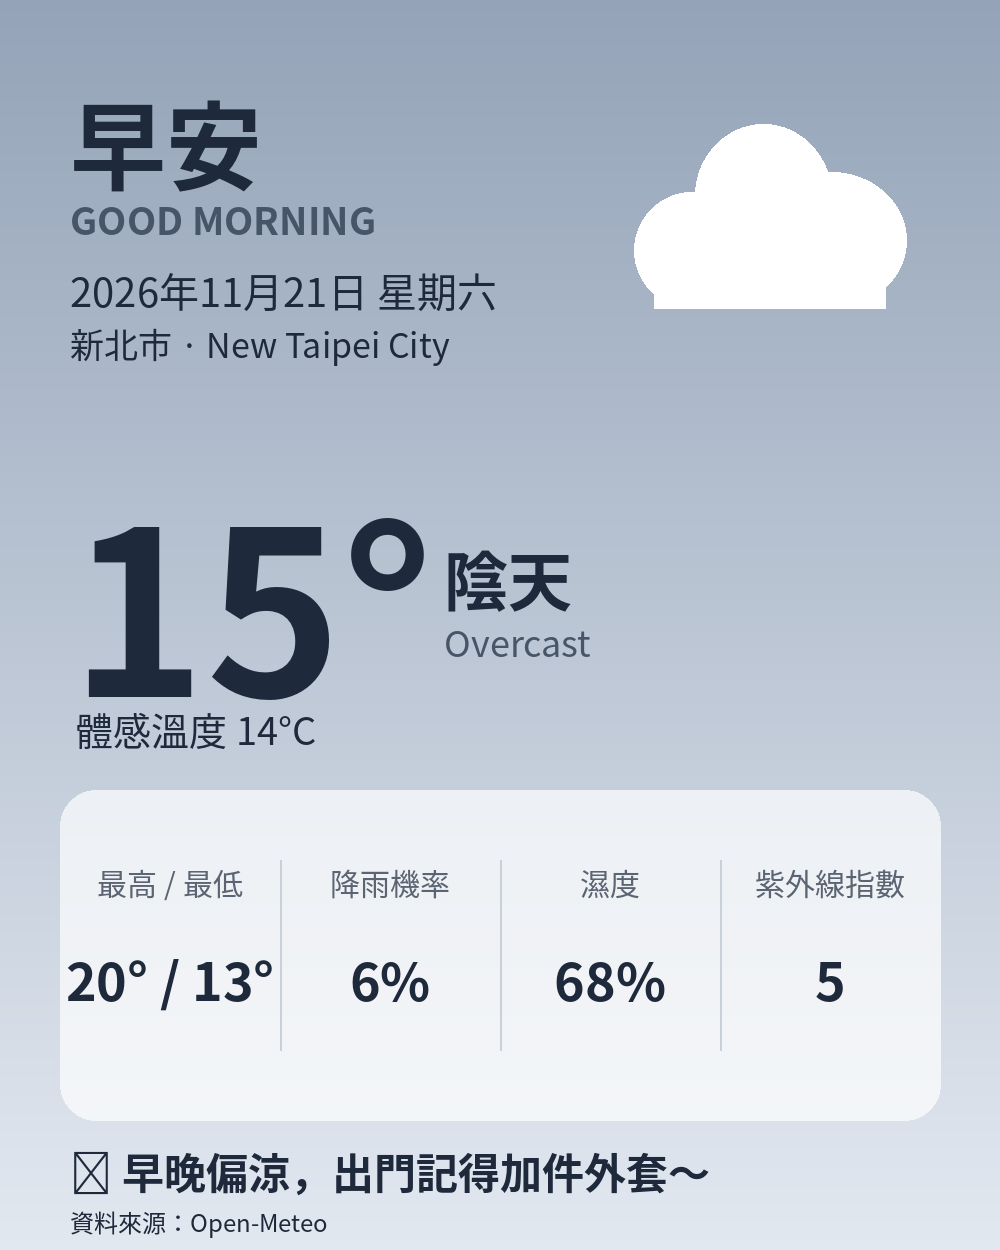 早安
GOOD MORNING
2026年11月21日 星期六
新北市 · New Taipei City
15° 陰天
Overcast
體感溫度 14°C
最高 / 最低 降雨機率 濕度 紫外線指數
20° / 13° 6% 68% 5
早晚偏涼，出門記得加件外套～
資料來源：Open-Meteo